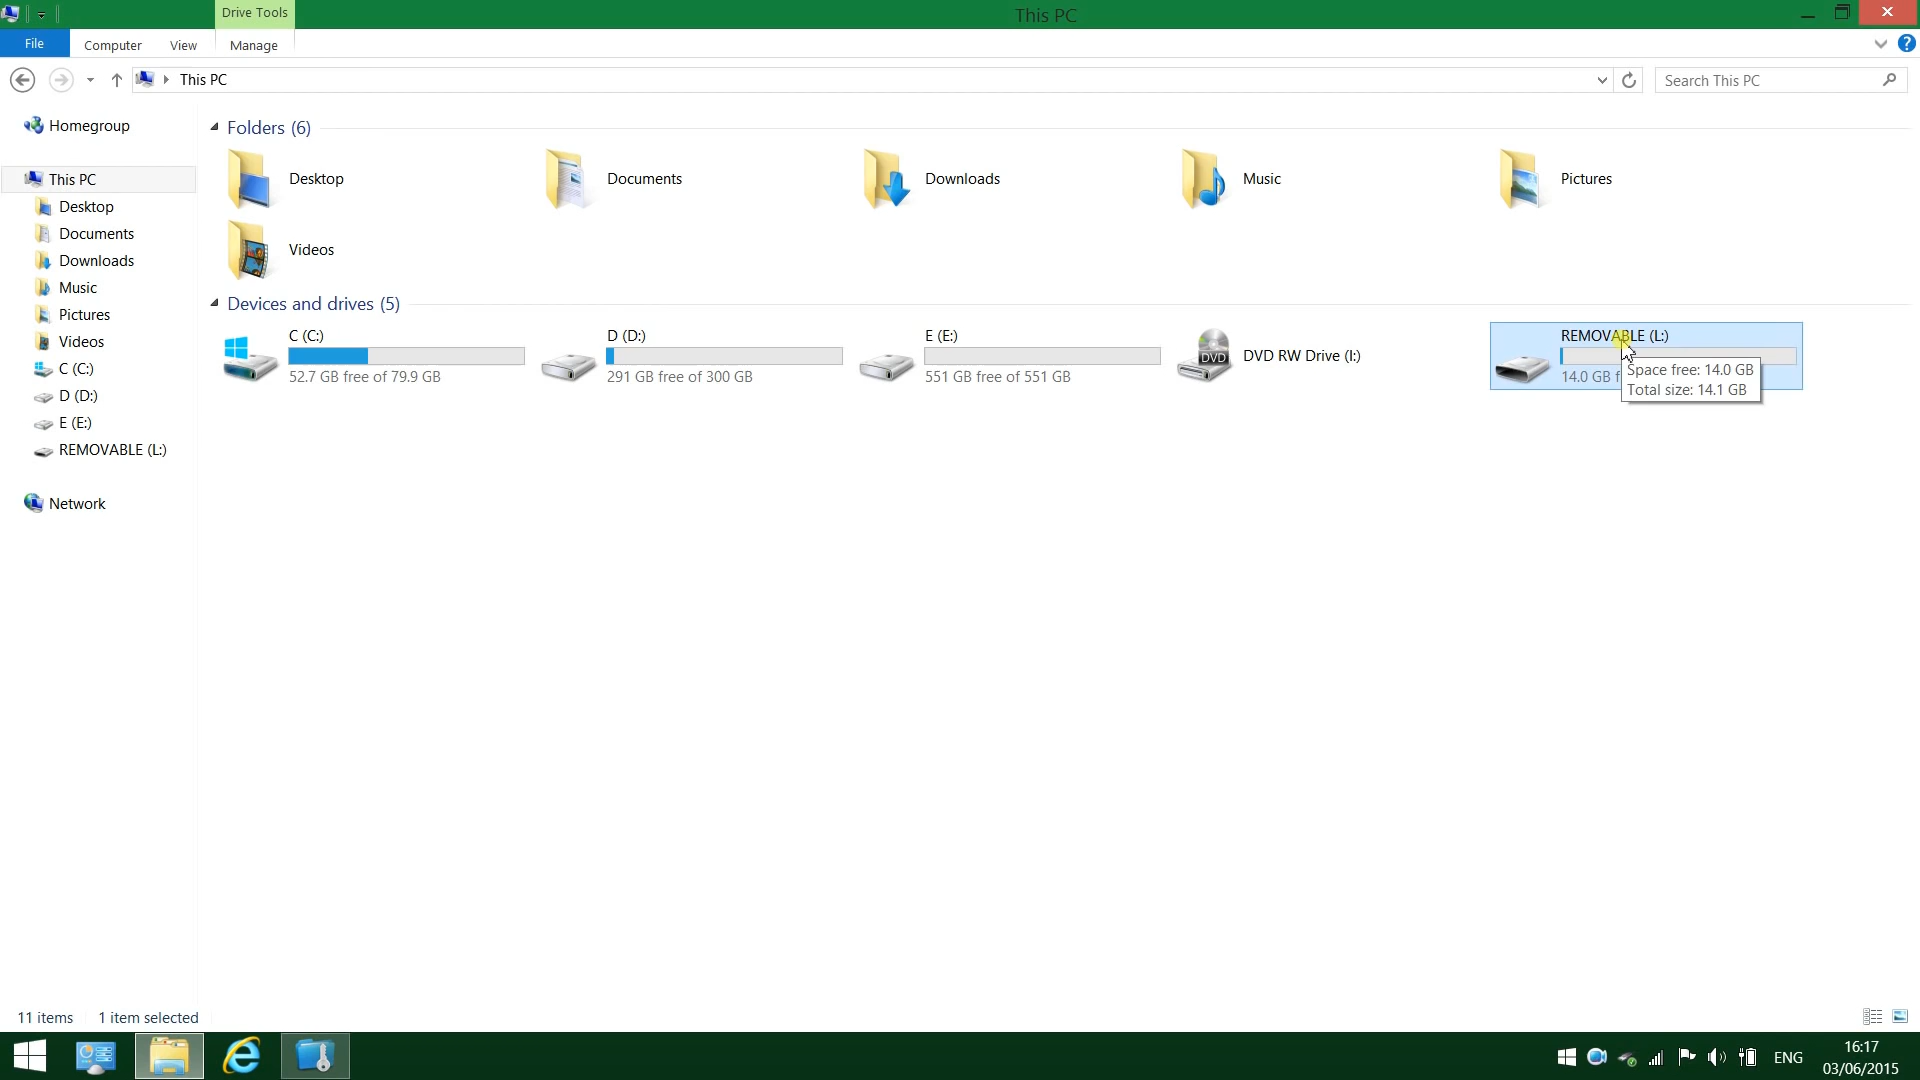 Drive Tools
This PC
File
Computer
View
Manage
This PC
Search This PC
Homegroup
This PC
Desktop
Documents
Downloads
Music
Pictures
Videos
C (C:)
D (D:)
E (E:)
REMOVABLE (L:)
Network
Folders (6)
Desktop
Documents
Downloads
Music
Pictures
Videos
Devices and drives (5)
C (C:)
52.7 GB free of 79.9 GB
D (D:)
291 GB free of 300 GB
E (E:)
551 GB free of 551 GB
DVD
DVD RW Drive (I:)
REMOVABLE (L:)
14.0 GB f
Space free: 14.0 GB
Total size: 14.1 GB
11 items
1 item selected
ENG
16:17
03/06/2015